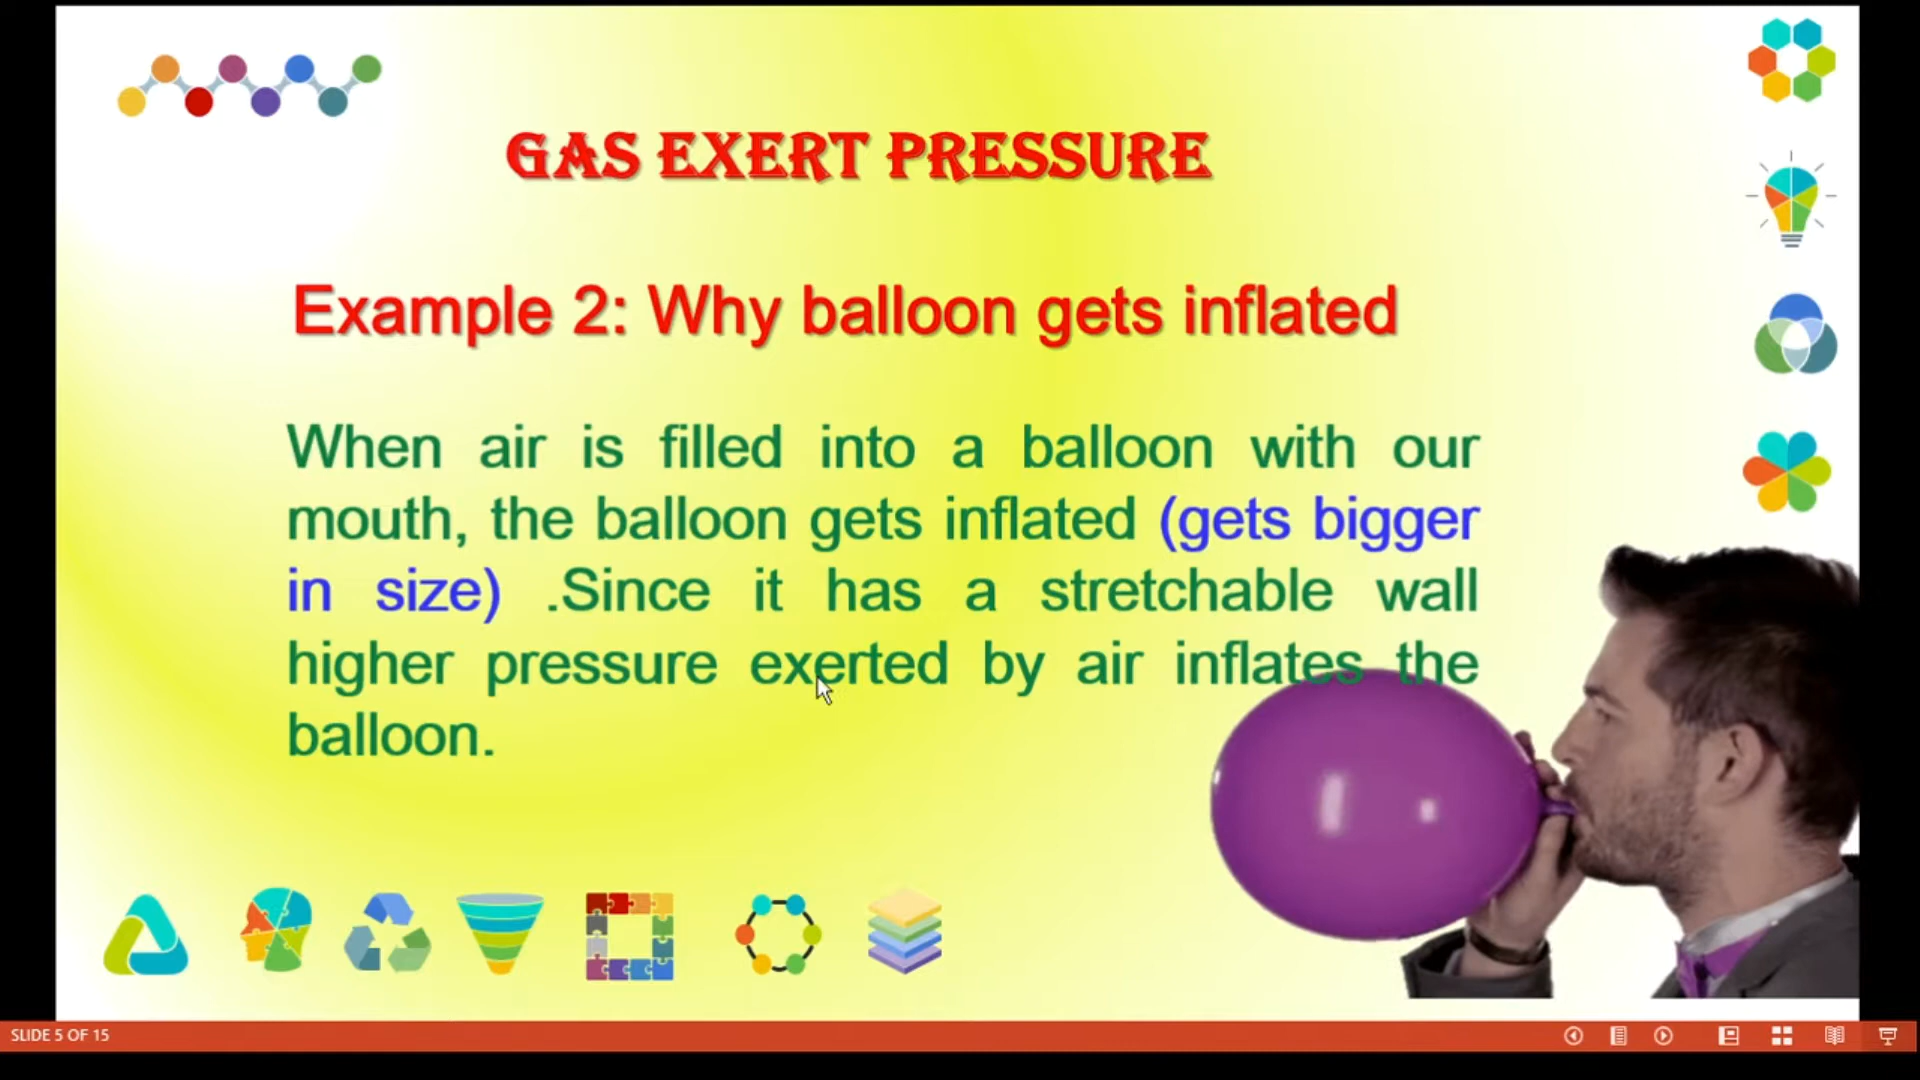 GAS EXERT PRESSURE
Example 2: Why balloon gets inflated
When air is filled into a balloon with our
mouth, the balloon gets inflated (gets bigger
in size) .Since it has a stretchable wall
higher pressure exerted by air inflates the
balloon.
SLIDE 5 OF 15